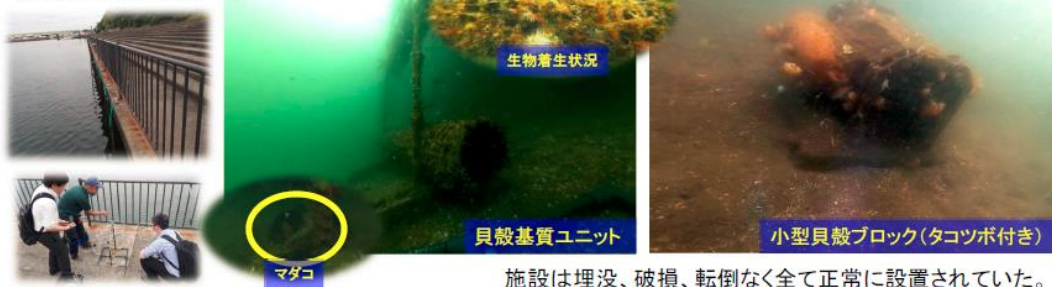 生物着生状況
貝殻基質ユニット
小型貝殻ブロック(タコツボ付き)
マダコ
施設は埋没、破損、転倒なく全て正常に設置されていた。